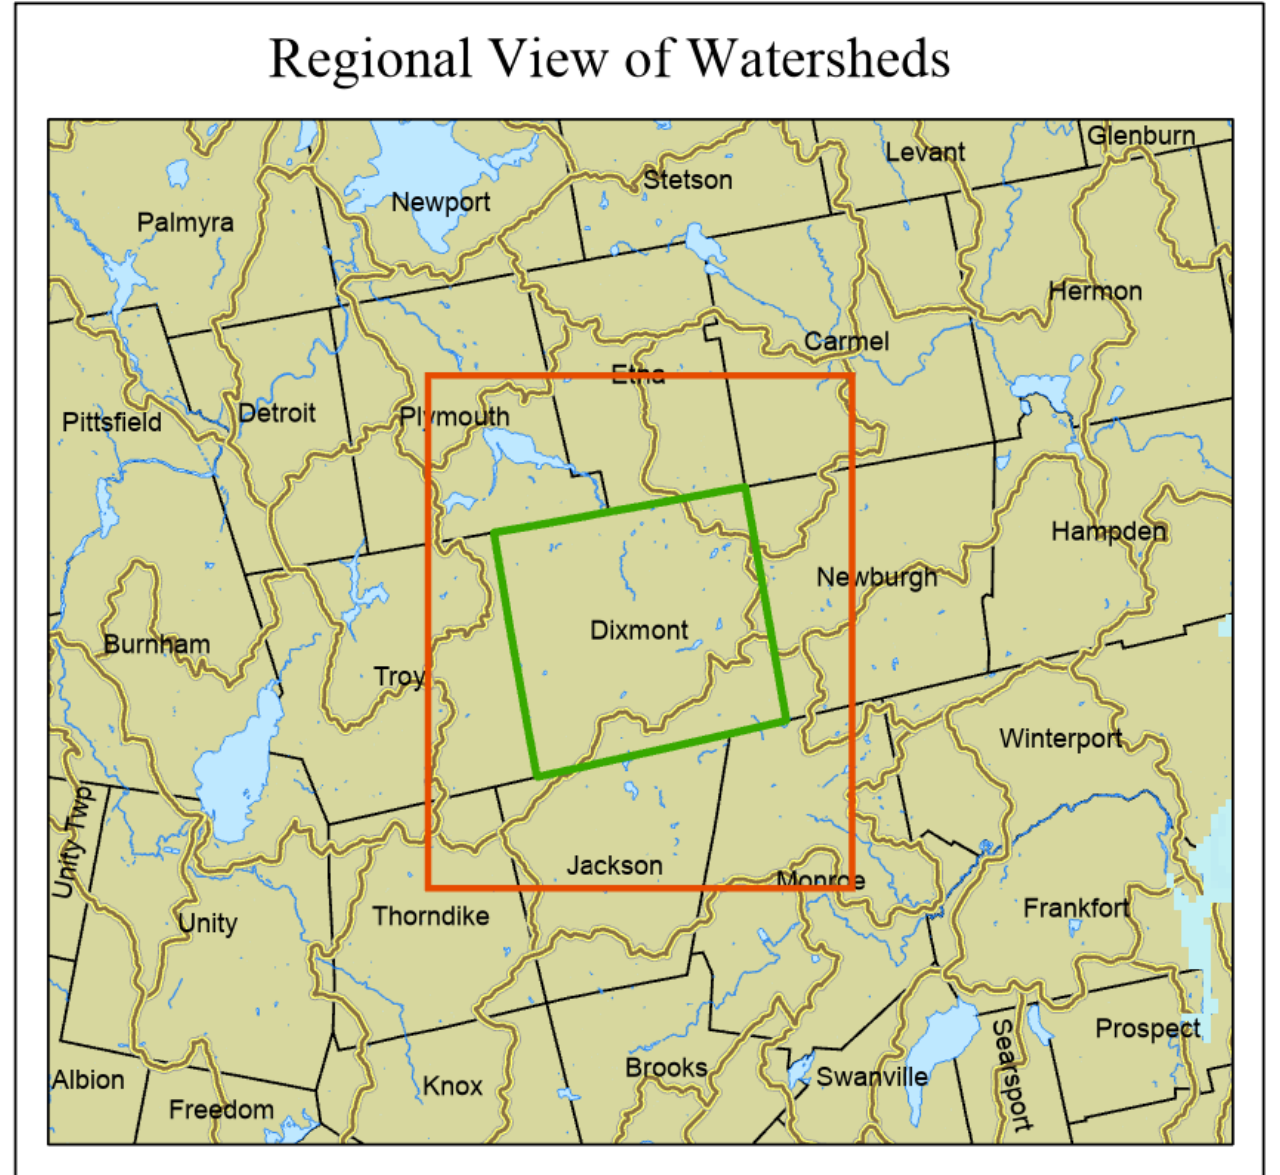 Regional View of Watersheds
Glenburn
Levant
Stetson
Newport
Palmyra
Hermon
Carmel
Etna
Plymouth
Detroit
Pittsfield
Hampden
Newburgh
Dixmont
Burnham
Troy
Winterport
Unity Twp
Jackson
Monroe
Frankfort
Thorndike
Unity
Prospect
Searsport
Brooks
Swanville
Albion
Knox
Freedom